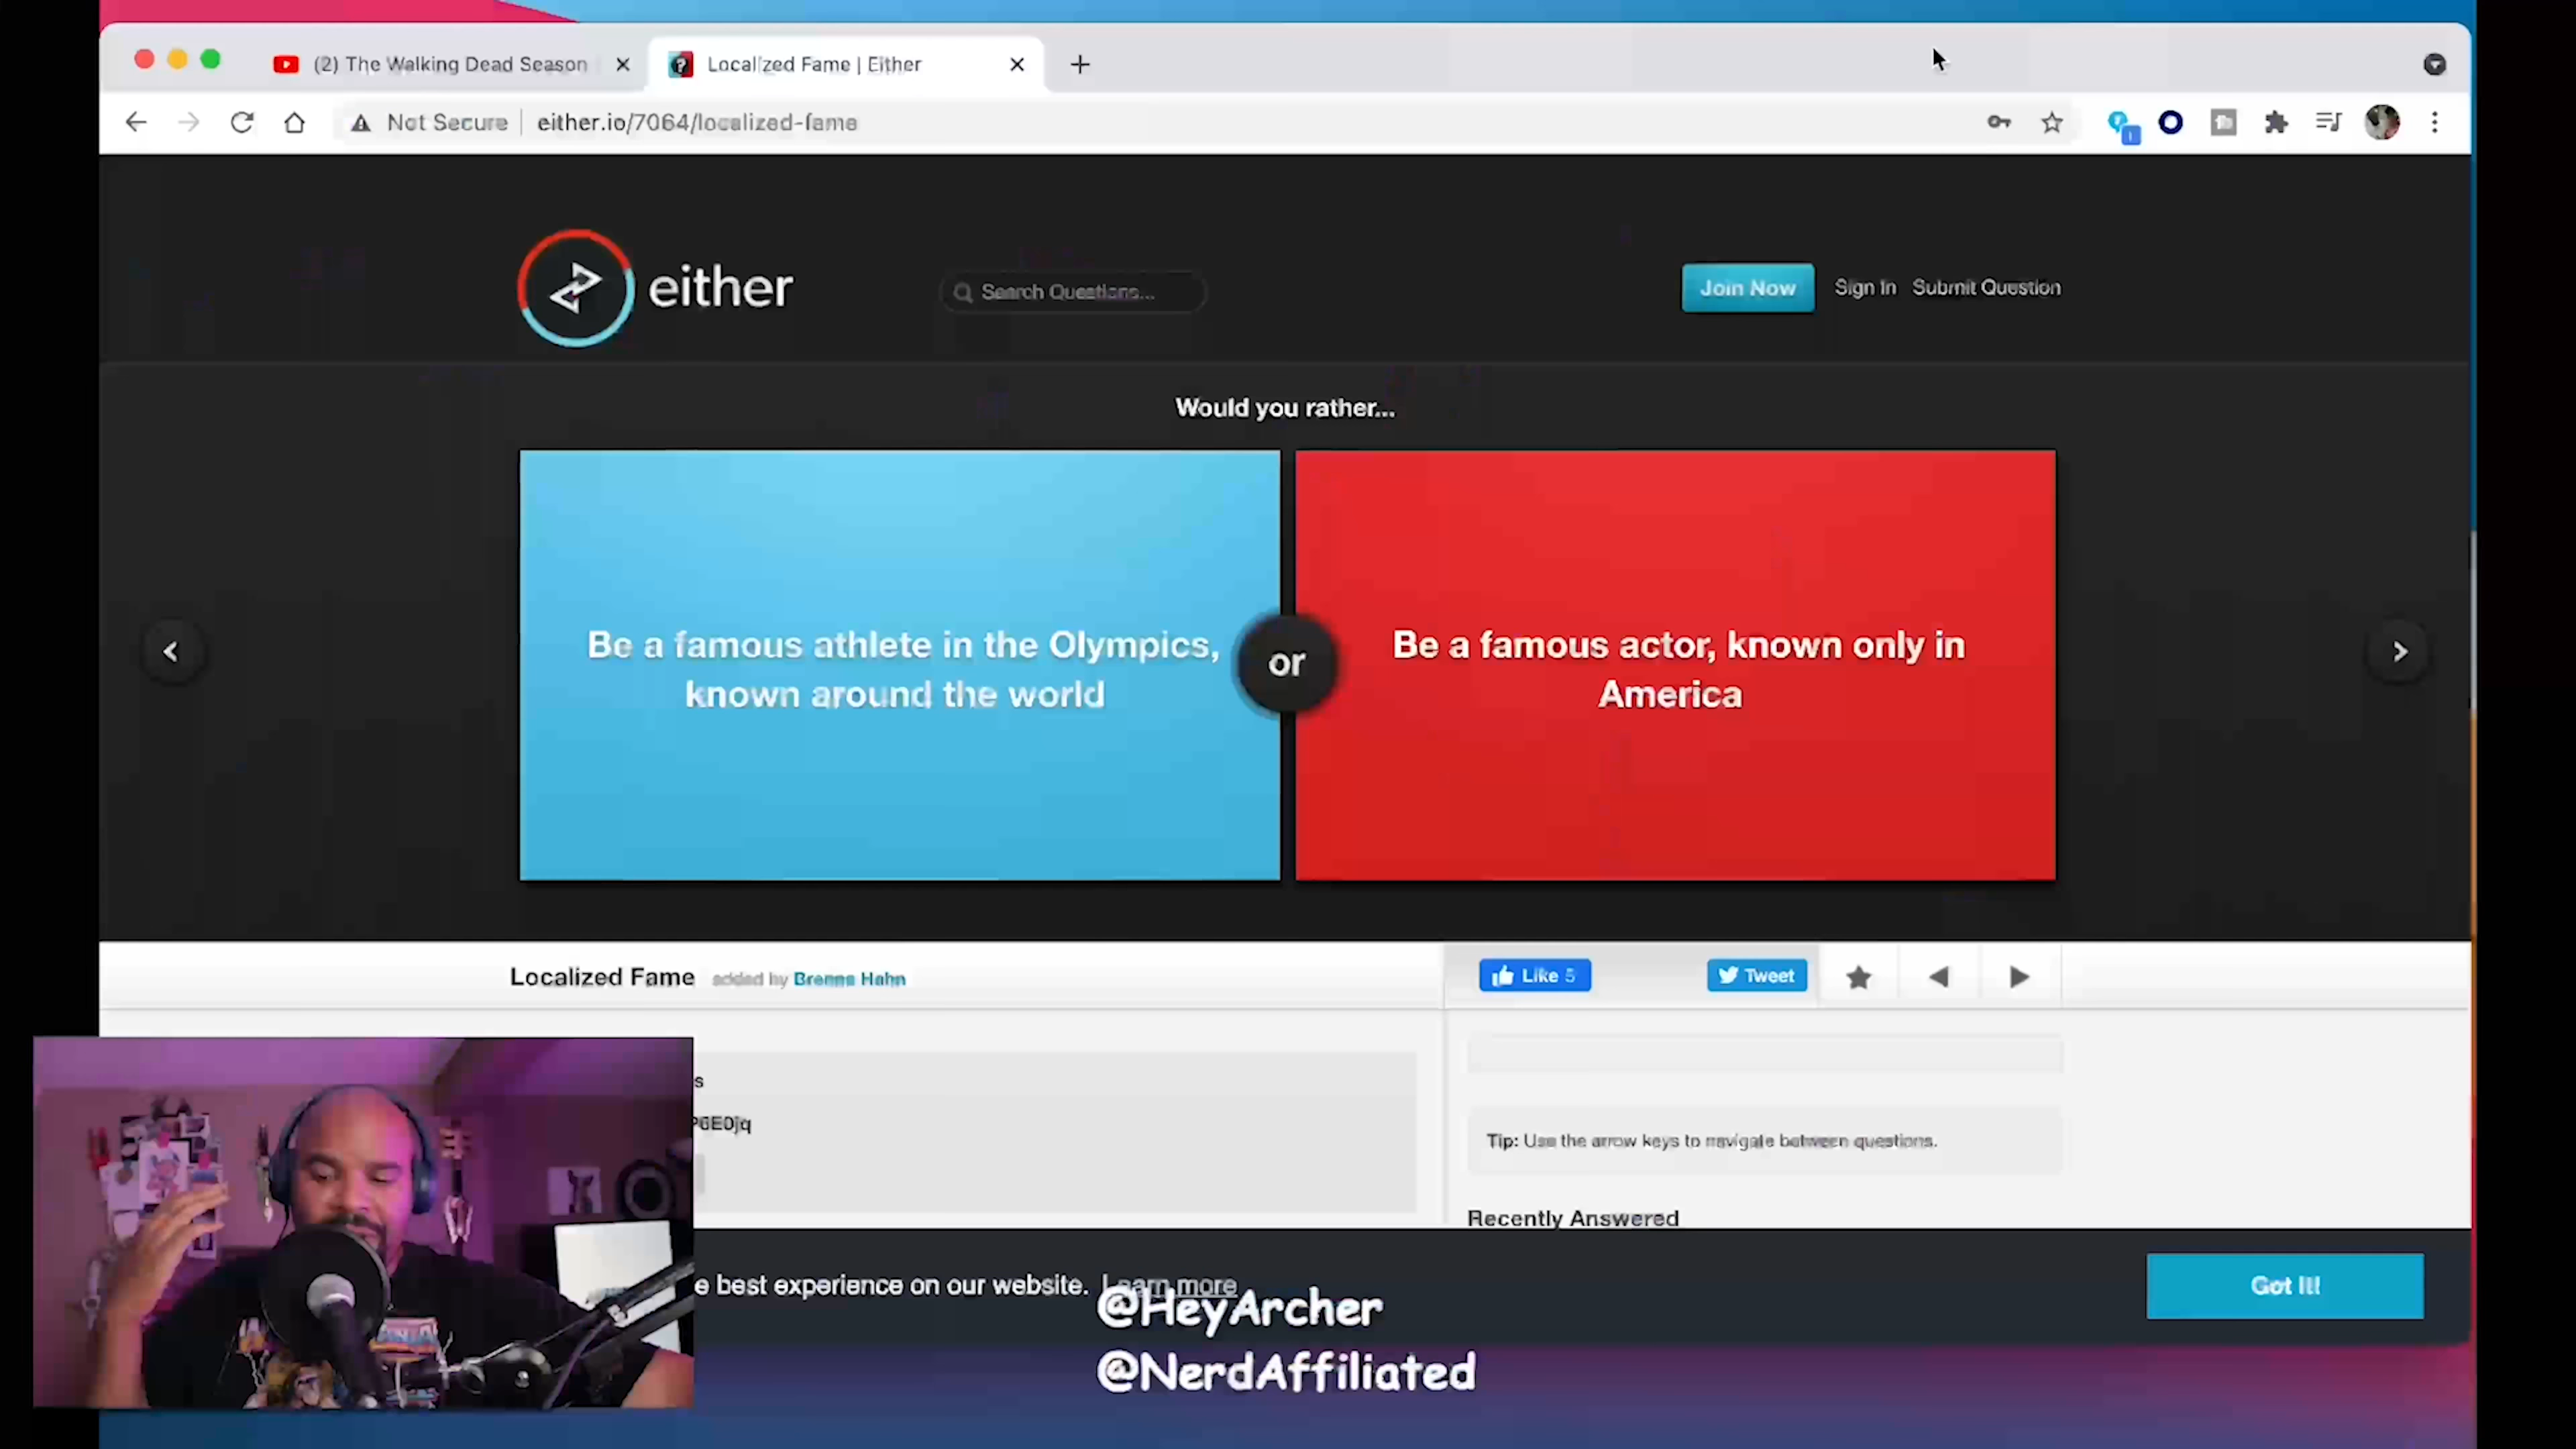 (2) The Walking Dead Season
Localized Fame | Either
Not Secure
either.io/7064/localized-fame
either
Search Questions...
Join Now
Sign In
Submit Question
Would you rather...
Be a famous athlete in the Olympics,
known around the world
or
Be a famous actor, known only in
America
Localized Fame
added by Brenna Hahn
Like 5
Tweet
s
P6E0jq
Tip: Use the arrow keys to navigate between questions.
Recently Answered
e best experience on our website. Learn more
Got It!
@HeyArcher
@NerdAffiliated